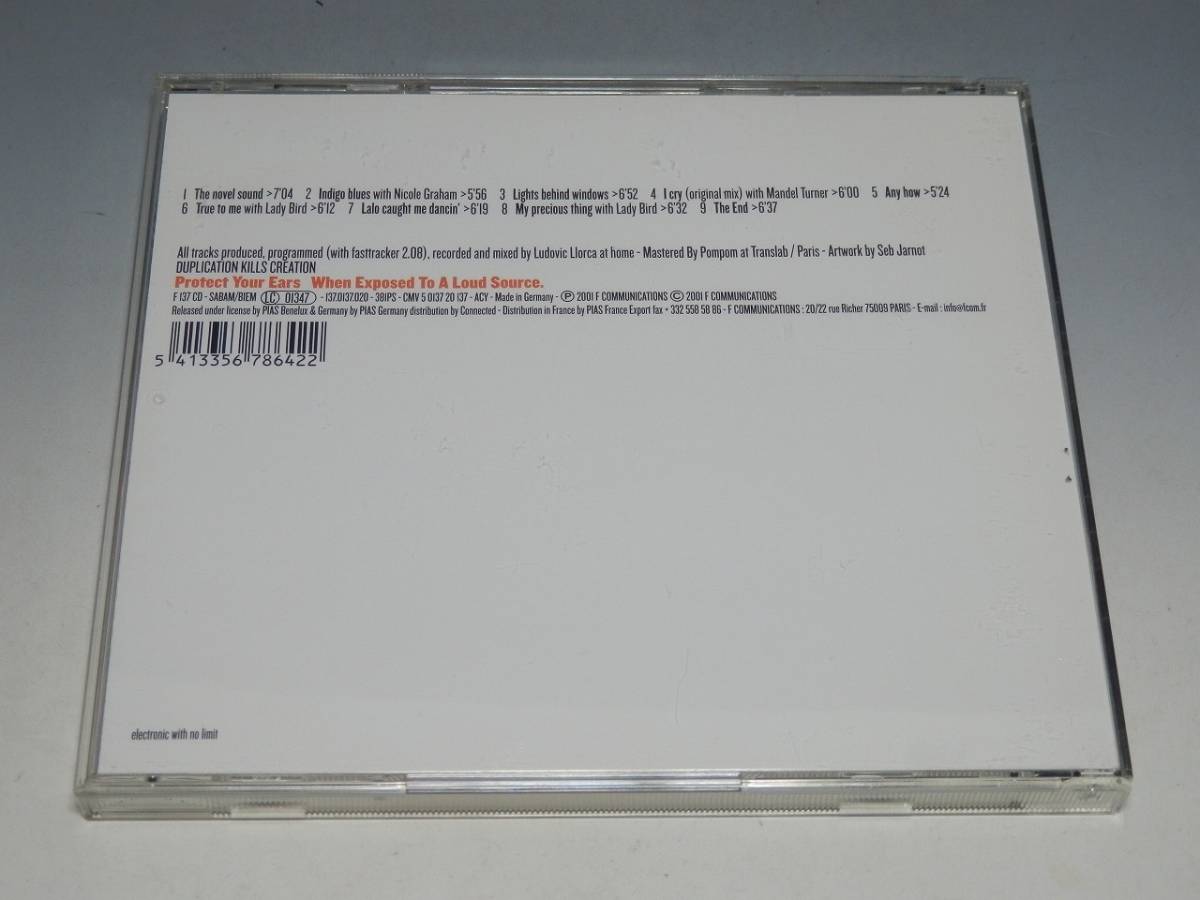 1 The novel sound >7'04 2 Indigo blues with Nicole Graham >5'56 3 Lights behind windows >6'52 4 I cry (original mix) with Mandel Turner >6'00 5 Any how >5'24
6 True to me with Lady Bird >6'12 7 Lalo caught me dancin' >6'19 8 My precious thing with Lady Bird >6'32 9 The End >6'37
All tracks produced, programmed (with fasttracker 2.08), recorded and mixed by Ludovic Llorca at home - Mastered By Pompom at Translab / Paris - Artwork by Seb Jarnot
DUPLICATION KILLS CREATION
Protect Your Ears When Exposed To A Loud Source.
F 137 CD - SABAM/BIEM (LC) 01347 - 137.0137.020 - 38IPS - CMV 5 0137 20 137 - ACY - Made in Germany - Ⓟ 2001 F COMMUNICATIONS © 2001 F COMMUNICATIONS
Released under license by PIAS Benelux & Germany by PIAS Germany distribution by Connected - Distribution in France by PIAS France Export fax + 332 558 58 86 - F COMMUNICATIONS : 20/22 rue Richer 75009 PARIS - E-mail : info@fcom.fr
5 413356 786422
electronic with no limit